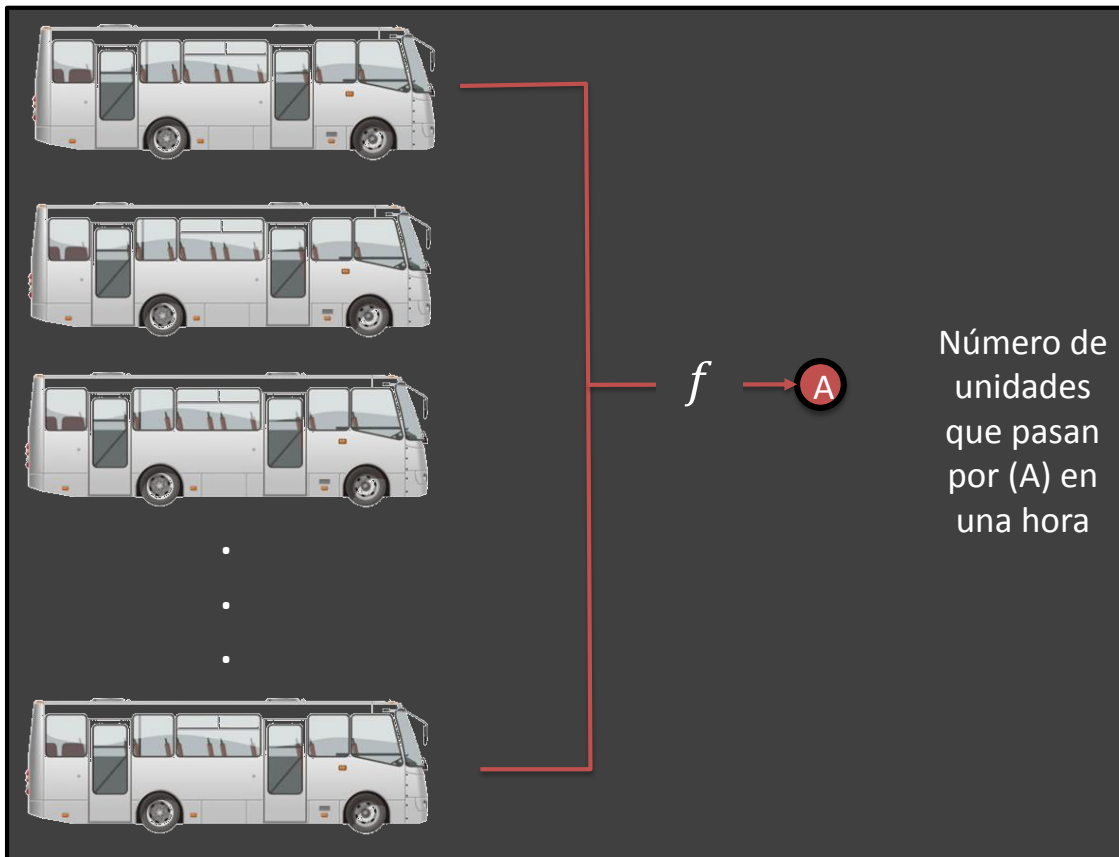 f
A
Número de
unidades
que pasan
por (A) en
una hora